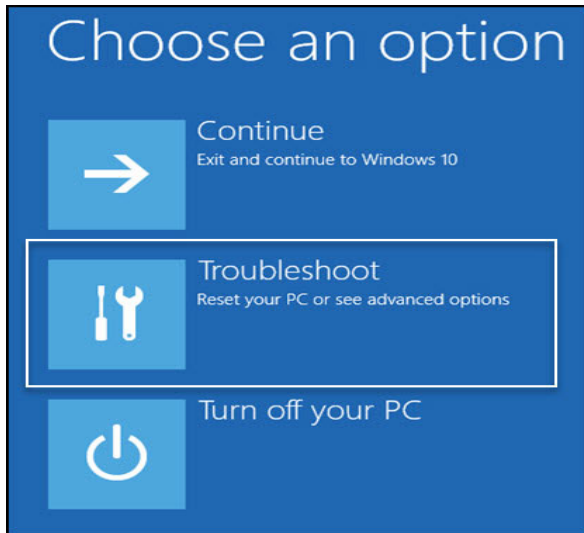 Choose an option
Continue
Exit and continue to Windows 10
Troubleshoot
Reset your PC or see advanced options
Turn off your PC